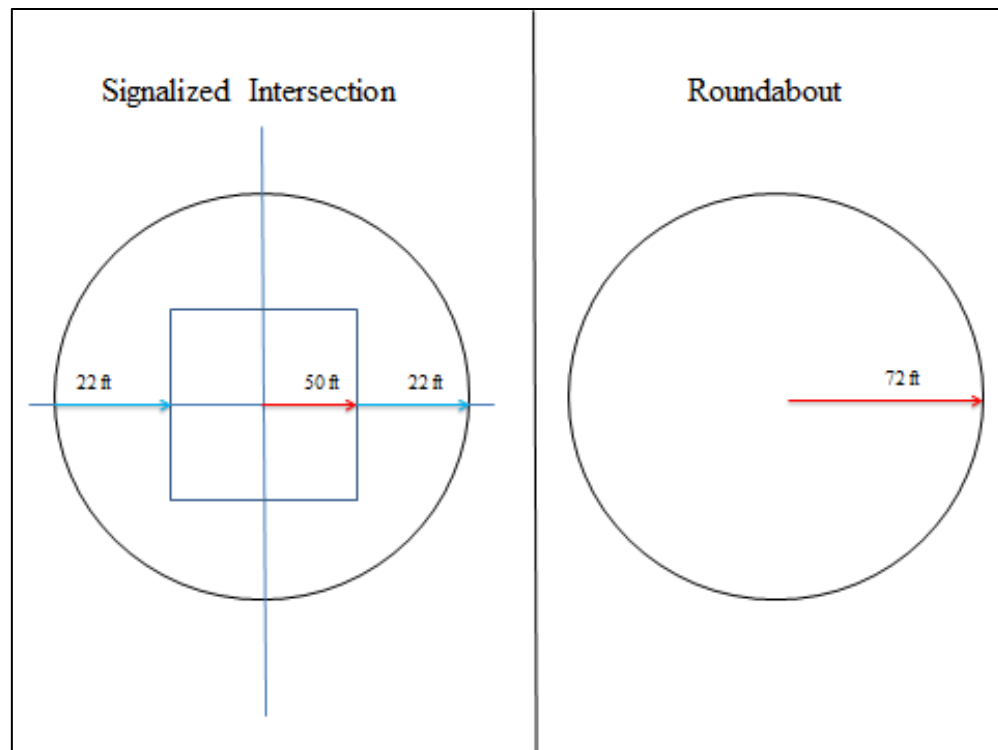 Signalized Intersection
22 ft
50 ft
22 ft
Roundabout
72 ft